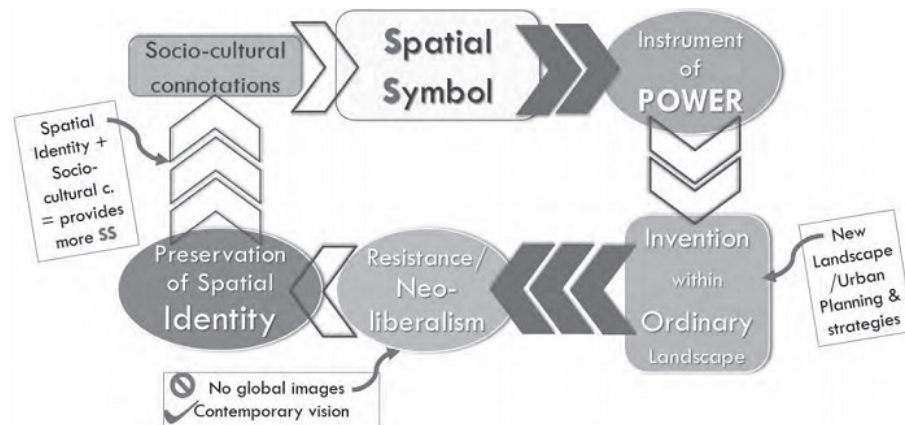 Socio-cultural
connotations
Spatial
Symbol
Instrument
of
POWER
Spatial
Identity +
Socio-
cultural c.
= provides
more SS
Preservation
of Spatial
Identity
Resistance/
Neo-
liberalism
Invention
within
Ordinary
Landscape
New
Landscape
/Urban
Planning &
strategies
No global images
Contemporary vision